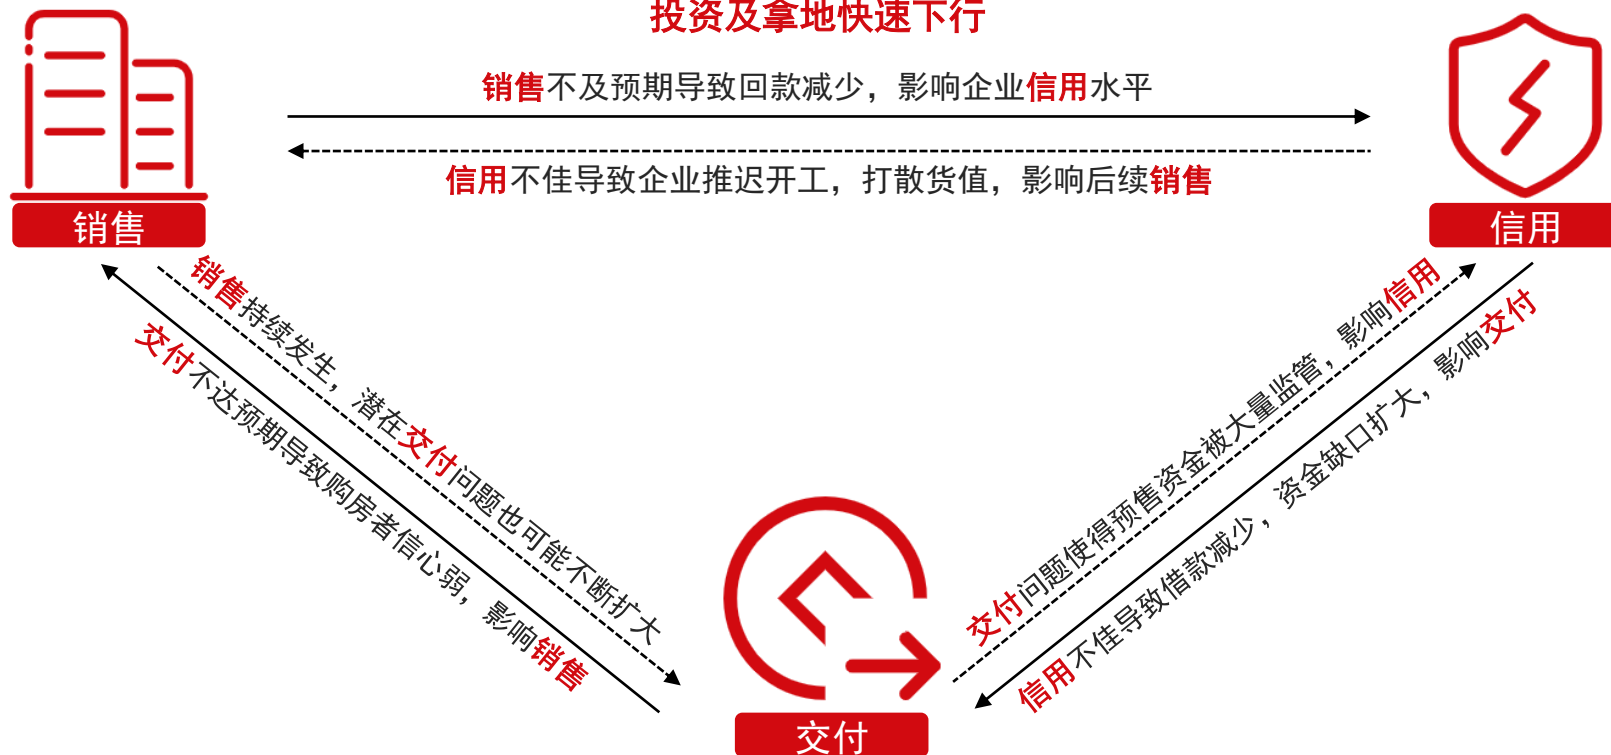 投资及拿地快速下行
销售不及预期导致回款减少，影响企业信用水平
信用不佳导致企业推迟开工，打散货值，影响后续销售
销售
信用
销售持续发生，潜在交付问题也可能不断扩大
交付不达预期导致购房者信心弱，影响销售
交付问题使得预售资金被大量监管，影响信用
信用不佳导致借款减少，资金缺口扩大，影响交付
交付